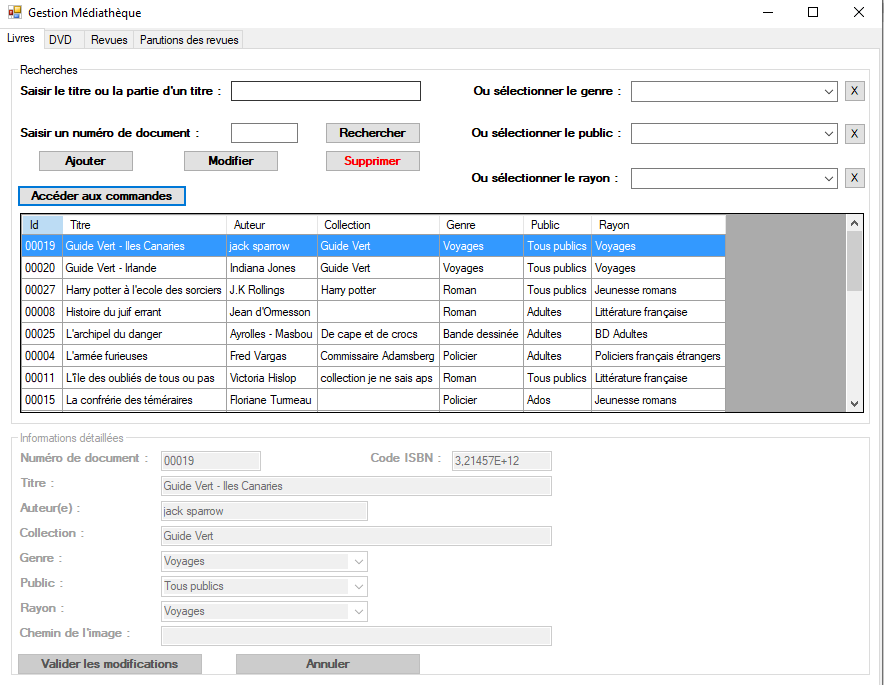 Gestion Médiathèque
Livres DVD Revues Parutions des revues
Recherches
Saisir le titre ou la partie d'un titre : Ou sélectionner le genre : X
Saisir un numéro de document : Rechercher Ou sélectionner le public : X
Ajouter Modifier Supprimer
Ou sélectionner le rayon : X
Accéder aux commandes
Id Titre Auteur Collection Genre Public Rayon
00019 Guide Vert - Iles Canaries jack sparrow Guide Vert Voyages Tous publics Voyages
00020 Guide Vert - Irlande Indiana Jones Guide Vert Voyages Tous publics Voyages
00027 Harry potter à l'ecole des sorciers J.K Rollings Harry potter Roman Tous publics Jeunesse romans
00008 Histoire du juif errant Jean d'Ormesson Roman Adultes Littérature française
00025 L'archipel du danger Ayrolles - Masbou De cape et de crocs Bande dessinée Adultes BD Adultes
00004 L'armée furieuses Fred Vargas Commissaire Adamsberg Policier Adultes Policiers français étrangers
00011 L'île des oubliés de tous ou pas Victoria Hislop collection je ne sais aps Roman Tous publics Littérature française
00015 La confrérie des téméraires Floriane Turmeau Policier Ados Jeunesse romans
Informations détaillées
Numéro de document : 00019 Code ISBN : 3,21457E+12
Titre : Guide Vert - Iles Canaries
Auteur(e) : jack sparrow
Collection : Guide Vert
Genre : Voyages
Public : Tous publics
Rayon : Voyages
Chemin de l'image :
Valider les modifications Annuler